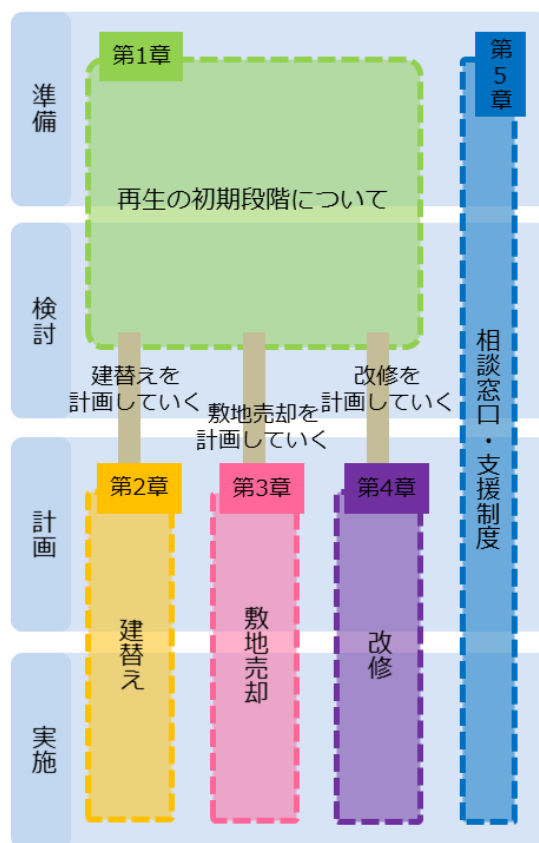 第1章
第5章
準備
再生の初期段階について
検討
相談窓口・支援制度
建替えを
計画していく
敷地売却を
計画していく
改修を
計画していく
第2章
第3章
第4章
計画
建替え
敷地売却
改修
実施